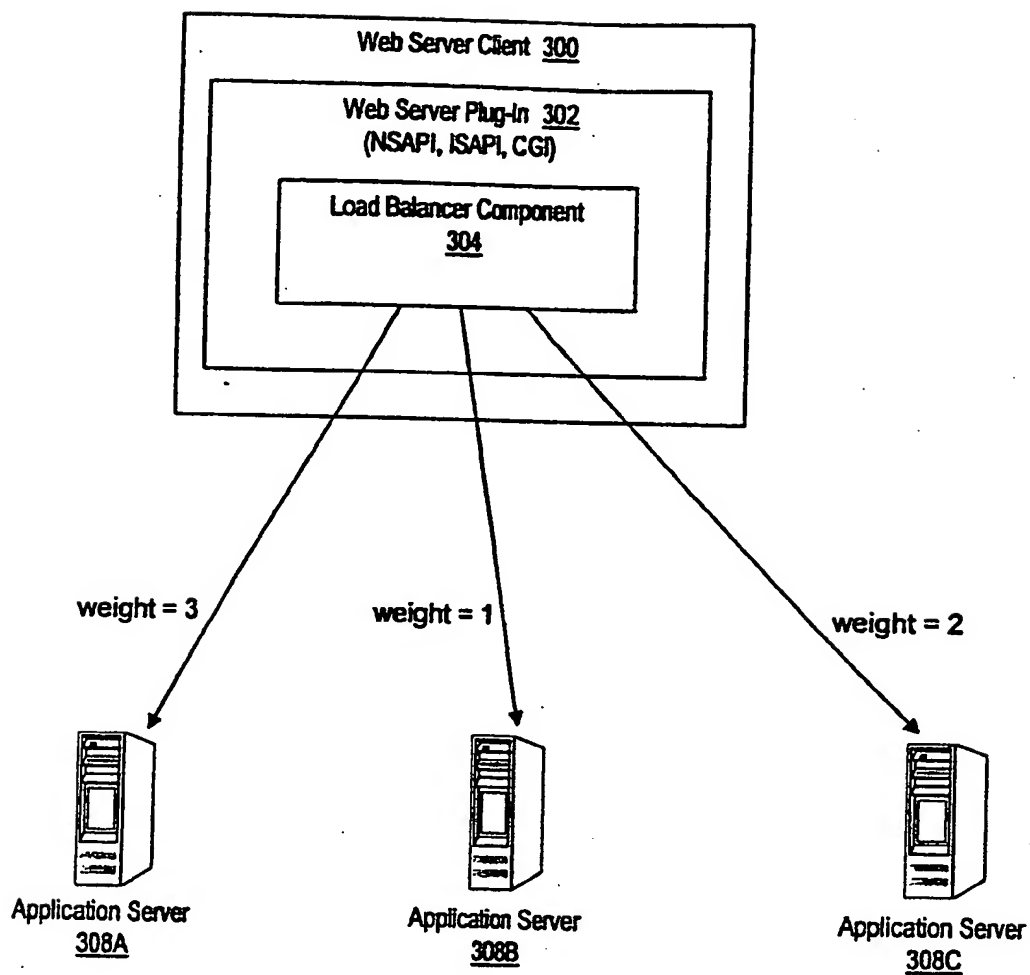 Web Server Client 300
Web Server Plug-In 302
(NSAPI, ISAPI, CGI)
Load Balancer Component
304
weight = 3
weight = 1
weight = 2
Application Server
308A
Application Server
308B
Application Server
308C